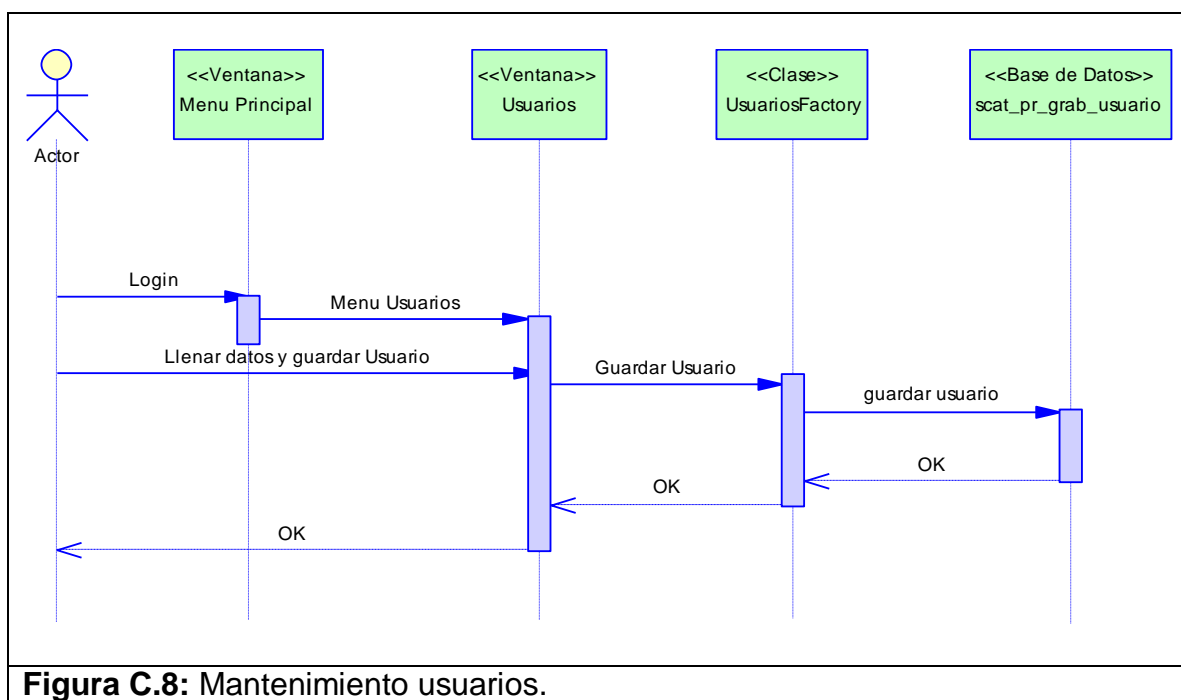 <<Ventana>>
Menu Principal
<<Ventana>>
Usuarios
<<Clase>>
UsuariosFactory
<<Base de Datos>>
scat_pr_grab_usuario
Actor
Login
Menu Usuarios
Llenar datos y guardar Usuario
Guardar Usuario
guardar usuario
OK
OK
OK
Figura C.8: Mantenimiento usuarios.